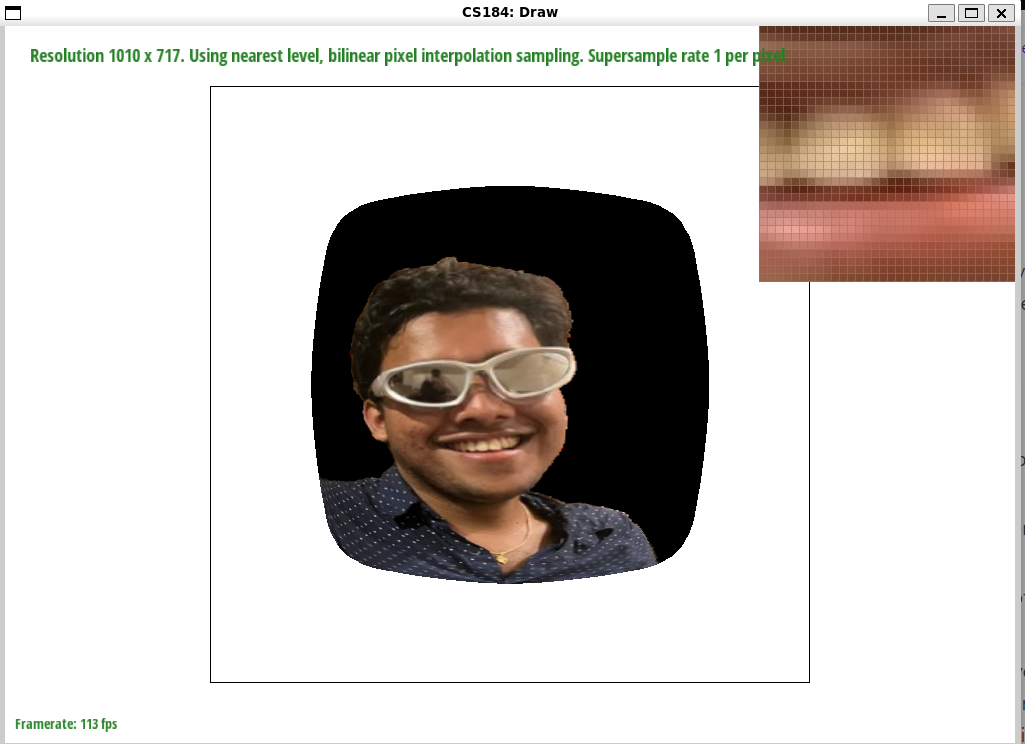 CS184: Draw
Resolution 1010 x 717. Using nearest level, bilinear pixel interpolation sampling. Supersample rate 1 per pixel.
Framerate: 113 fps